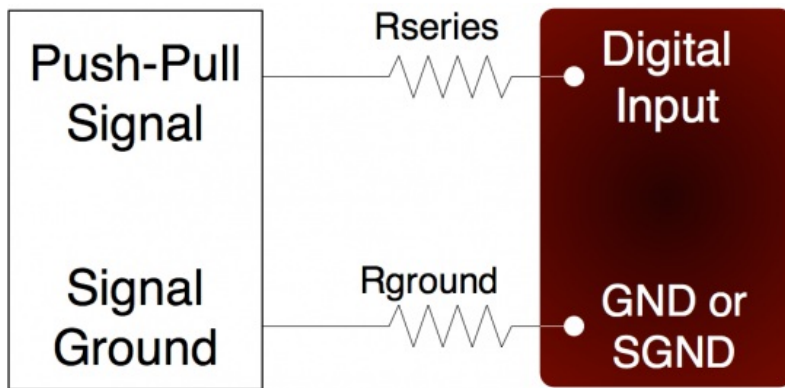 Push-Pull
Signal
Rseries
Digital
Input
Signal
Ground
Rground
GND or
SGND